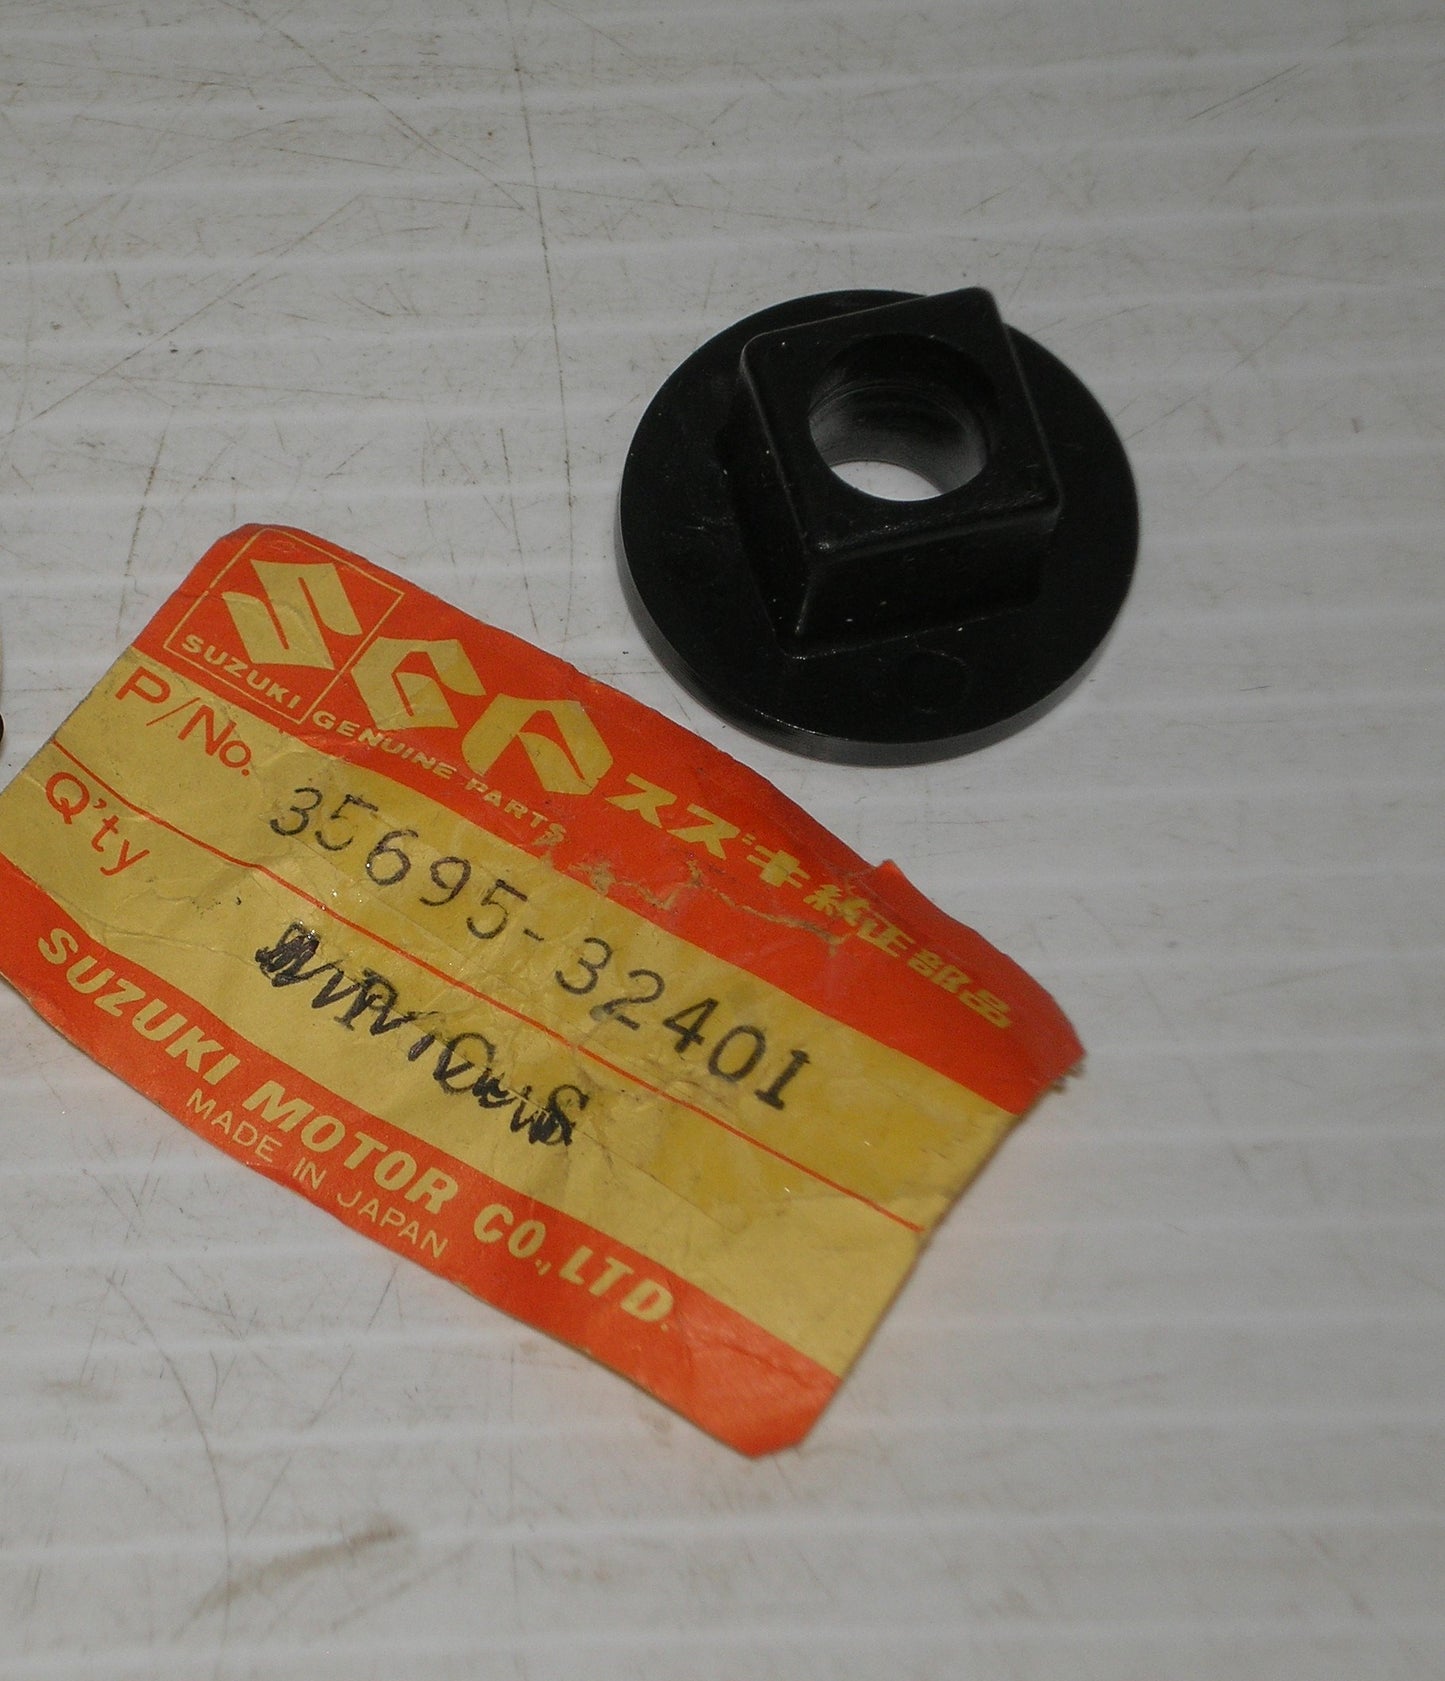 SUZUKI
SGP スズキ純正部品
SUZUKI GENUINE PARTS
P/No. 35695-32401
Q'ty
SUZUKI MOTOR CO., LTD.
MADE IN JAPAN